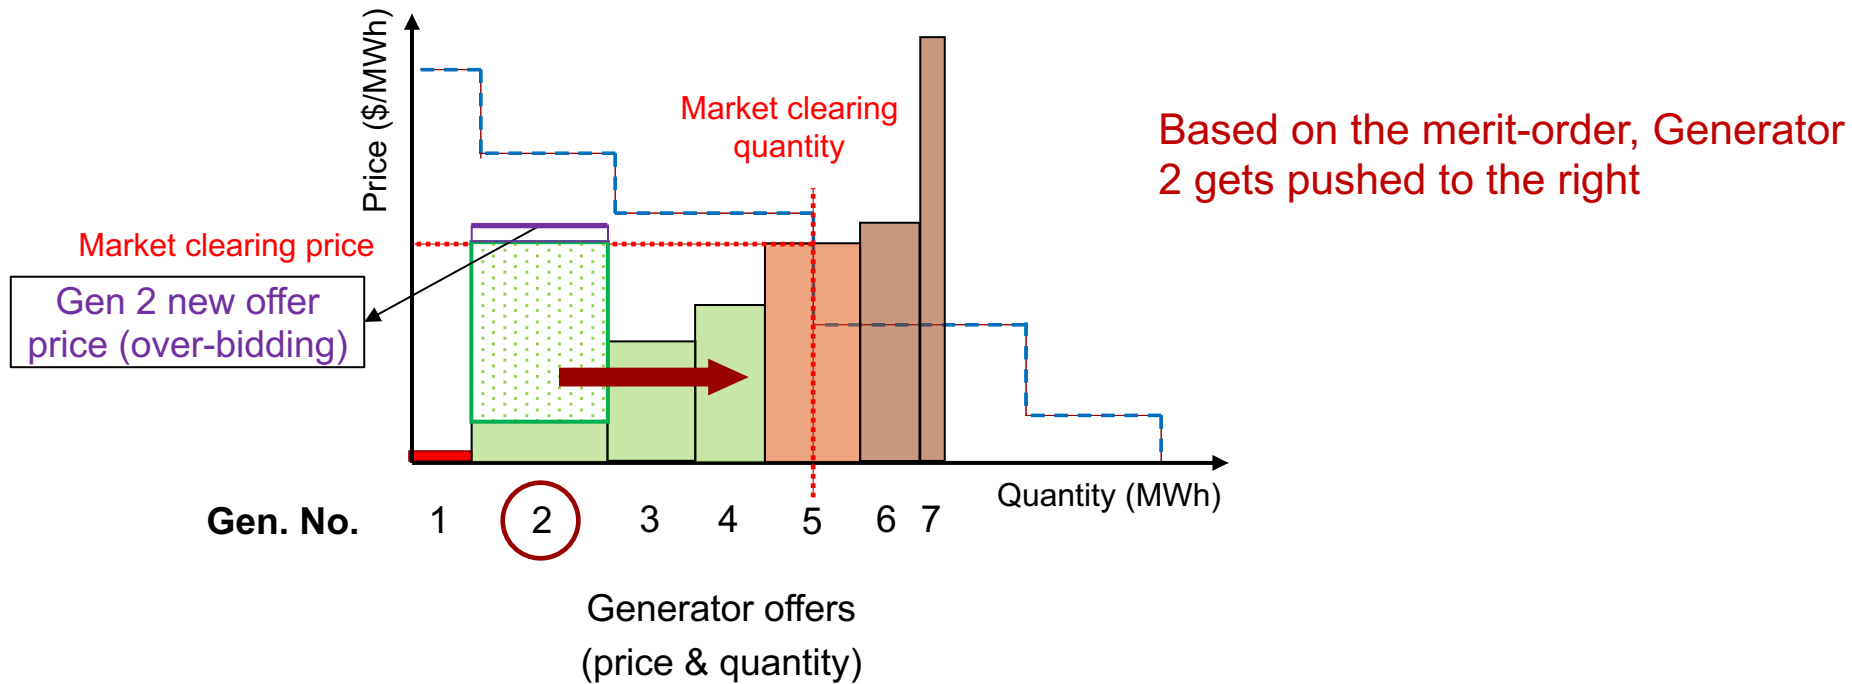 Price ($/MWh)
Market clearing
quantity
Based on the merit-order, Generator
2 gets pushed to the right
Market clearing price
Gen 2 new offer
price (over-bidding)
Quantity (MWh)
Gen. No. 1 2 3 4 5 6 7
Generator offers
(price & quantity)